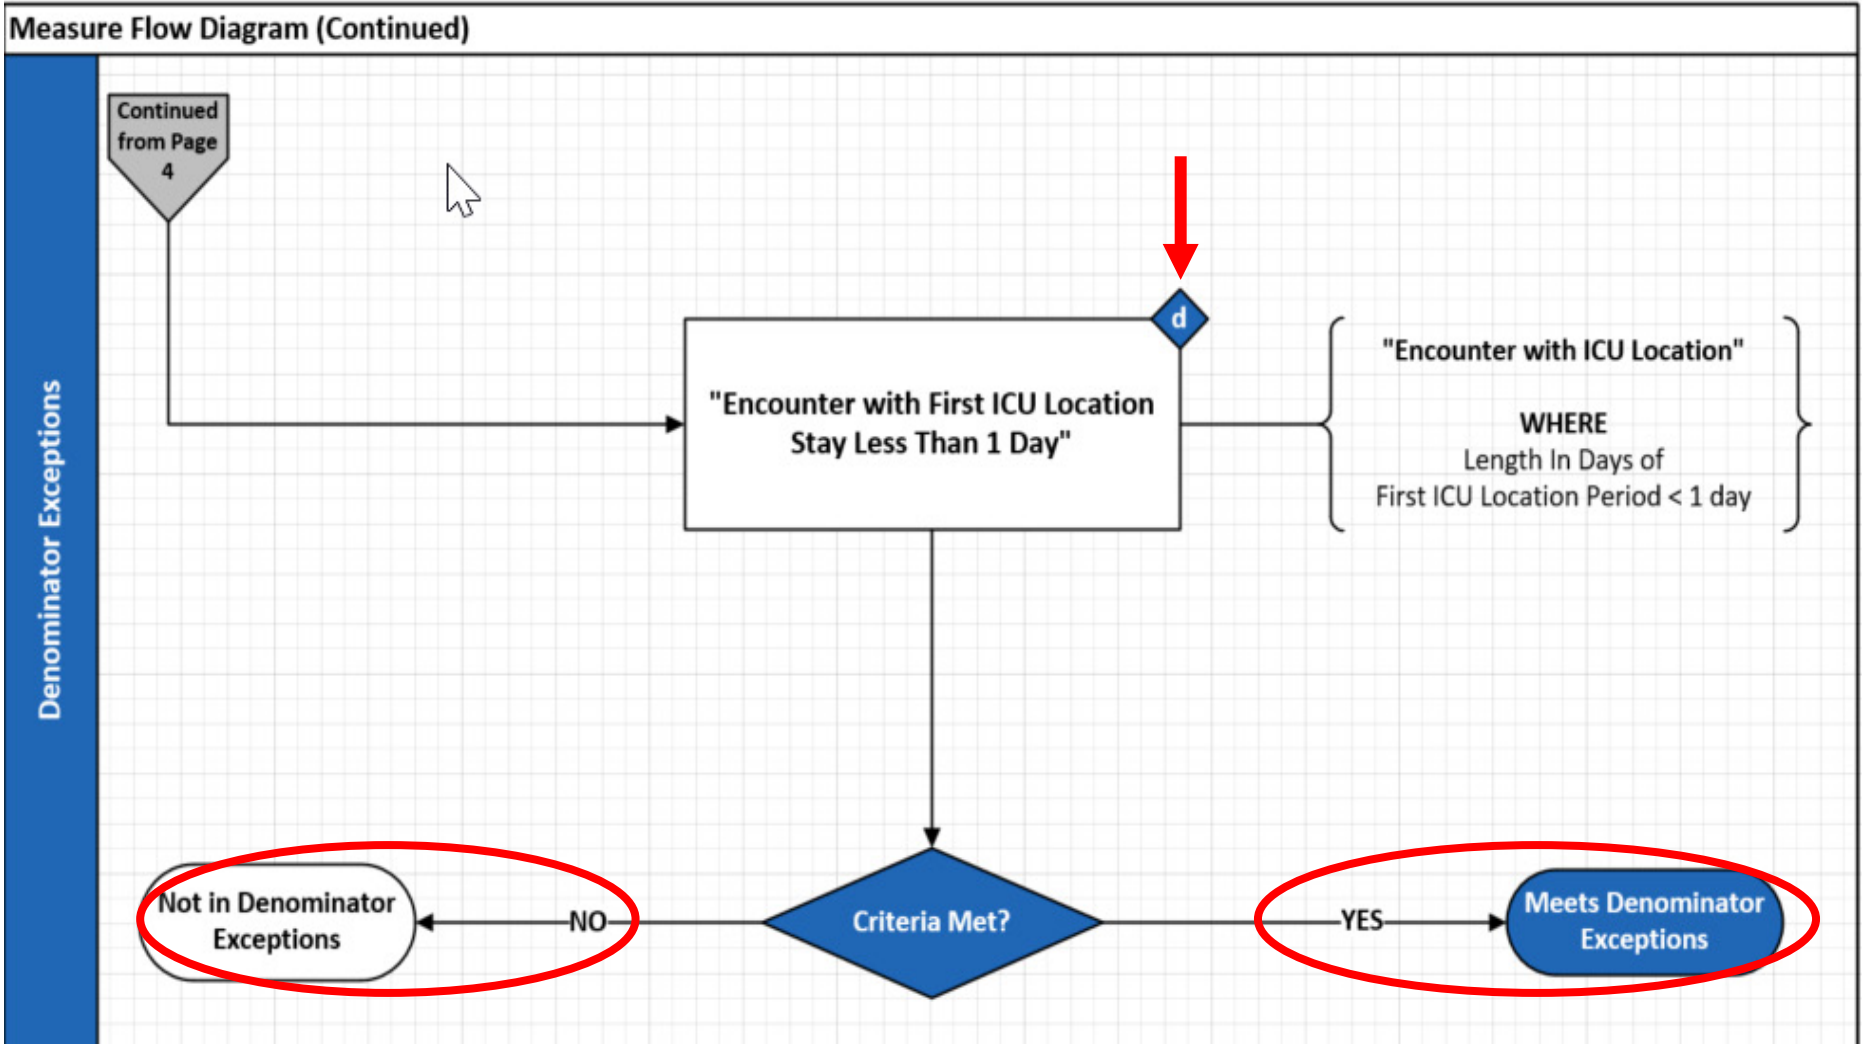 Measure Flow Diagram (Continued)
Denominator Exceptions
Continued
from Page
4
d
"Encounter with First ICU Location
Stay Less Than 1 Day"
"Encounter with ICU Location"
WHERE
Length In Days of
First ICU Location Period < 1 day
Not in Denominator
Exceptions
NO
Criteria Met?
YES
Meets Denominator
Exceptions